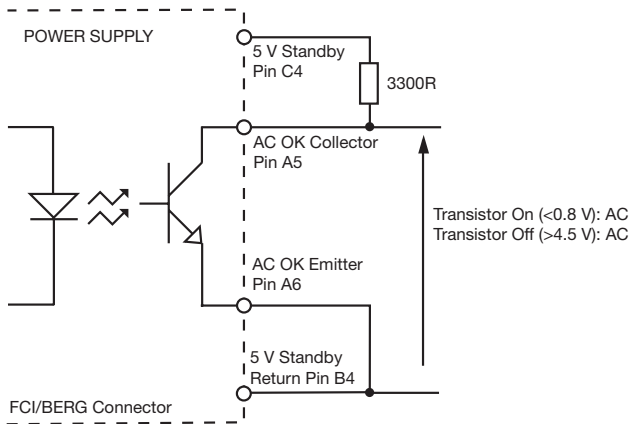 POWER SUPPLY
5 V Standby
Pin C4
3300R
AC OK Collector
Pin A5
Transistor On (<0.8 V): AC
Transistor Off (>4.5 V): AC
AC OK Emitter
Pin A6
5 V Standby
Return Pin B4
FCI/BERG Connector